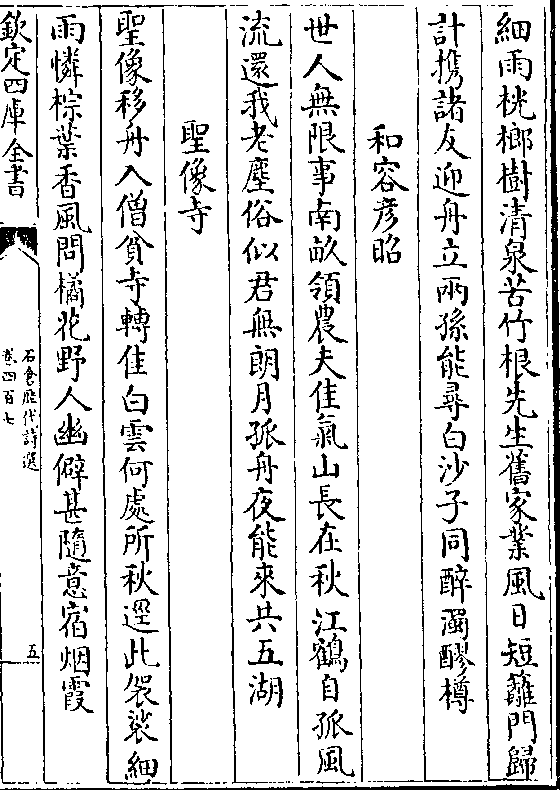 細雨桄榔樹清泉苦竹根先生舊家業風日短籬門歸
計携諸友迎舟立兩孫能尋白沙子同醉濁醪樽
和容彦昭
世人無限事南畝領農夫佳氣山長在秋江鶴自孤風
流還我老塵俗似君無朗月孤舟夜能來共五湖
聖像寺
聖像移舟入僧貧寺轉佳白雲何處所秋逕此袈裟細
雨憐棕葉香風問橘花野人幽僻甚隨意宿烟霞
欽定四庫全書
石倉歷代詩選
卷四百七
五